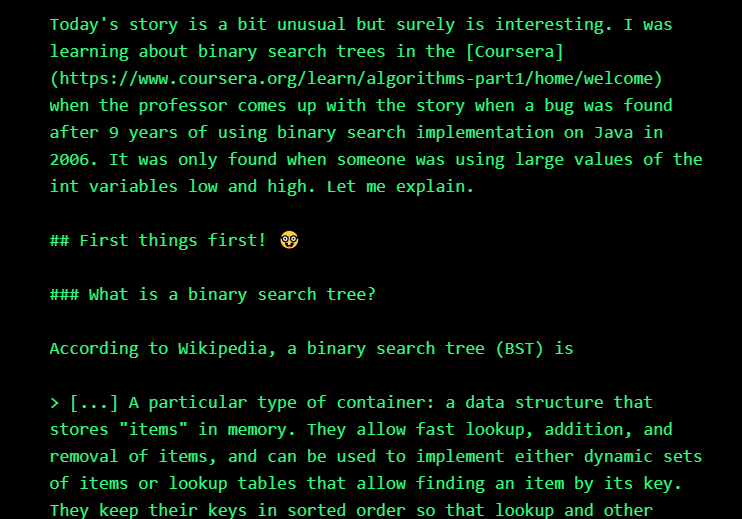 Today's story is a bit unusual but surely is interesting. I was
learning about binary search trees in the [Coursera]
(https://www.coursera.org/learn/algorithms-part1/home/welcome)
when the professor comes up with the story when a bug was found
after 9 years of using binary search implementation on Java in
2006. It was only found when someone was using large values of the
int variables low and high. Let me explain.
## First things first! 🤓
### What is a binary search tree?
According to Wikipedia, a binary search tree (BST) is
> [...] A particular type of container: a data structure that
stores "items" in memory. They allow fast lookup, addition, and
removal of items, and can be used to implement either dynamic sets
of items or lookup tables that allow finding an item by its key.
They keep their keys in sorted order so that lookup and other